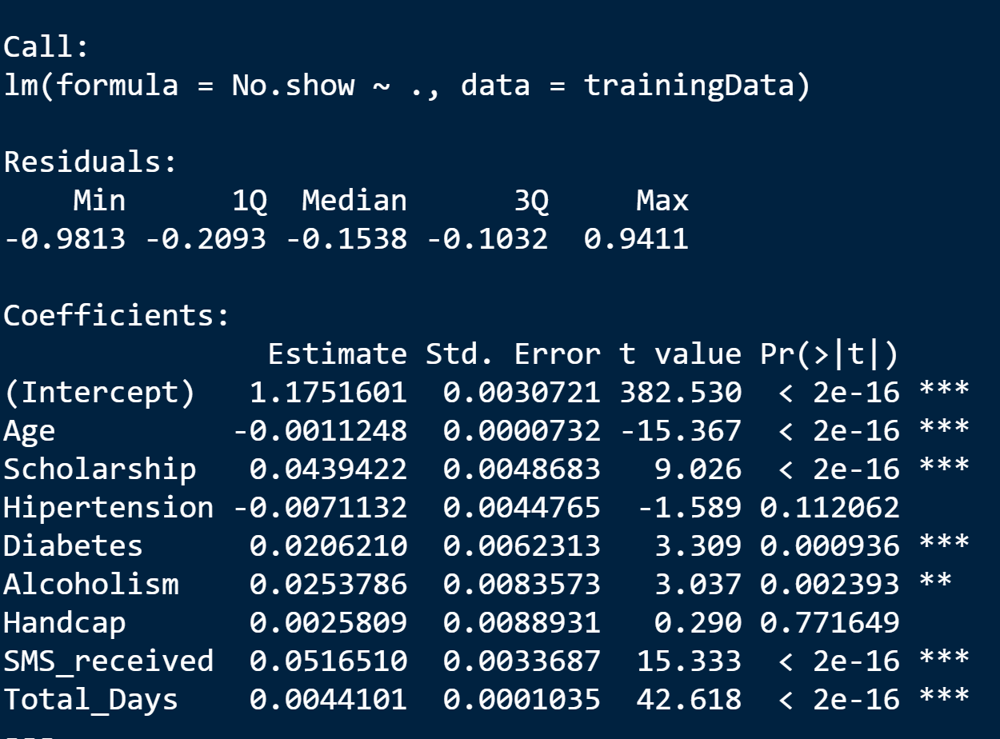 Call:
lm(formula = No.show ~ ., data = trainingData)
Residuals:
Min 1Q Median 3Q Max
-0.9813 -0.2093 -0.1538 -0.1032 0.9411
Coefficients:
Estimate Std. Error t value Pr(>|t|)
(Intercept) 1.1751601 0.0030721 382.530 < 2e-16 ***
Age -0.0011248 0.0000732 -15.367 < 2e-16 ***
Scholarship 0.0439422 0.0048683 9.026 < 2e-16 ***
Hipertension -0.0071132 0.0044765 -1.589 0.112062
Diabetes 0.0206210 0.0062313 3.309 0.000936 ***
Alcoholism 0.0253786 0.0083573 3.037 0.002393 **
Handcap 0.0025809 0.0088931 0.290 0.771649
SMS_received 0.0516510 0.0033687 15.333 < 2e-16 ***
Total_Days 0.0044101 0.0001035 42.618 < 2e-16 ***
---